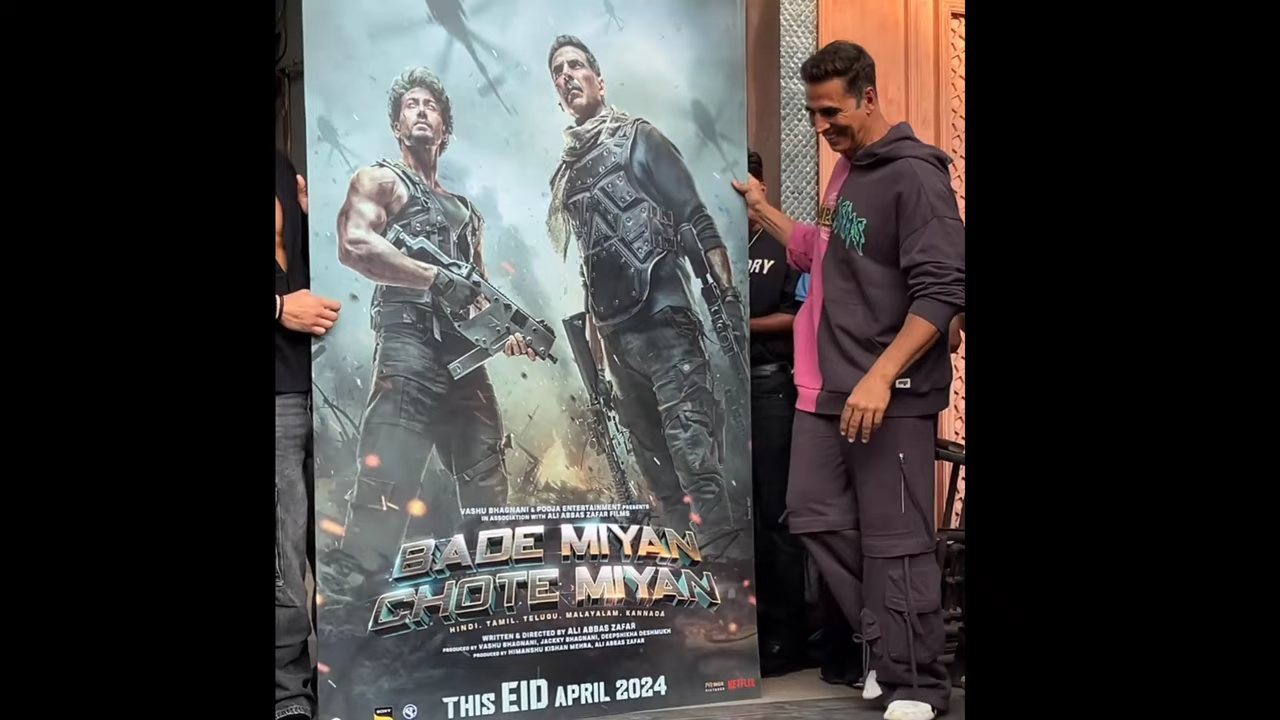 VASHU BHAGNANI & POOJA ENTERTAINMENT PRESENTS
IN ASSOCIATION WITH ALI ABBAS ZAFAR FILMS
BADE MIYAN
CHOTE MIYAN
HINDI. TAMIL. TELUGU. MALAYALAM. KANNADA
WRITTEN & DIRECTED BY ALI ABBAS ZAFAR
PRODUCED BY VASHU BHAGNANI, JACKKY BHAGNANI, DEEPSHIKHA DESHMUKH
PRODUCED BY HIMANSHU KISHAN MEHRA, ALI ABBAS ZAFAR
THIS EID APRIL 2024
SONY
NETFLIX